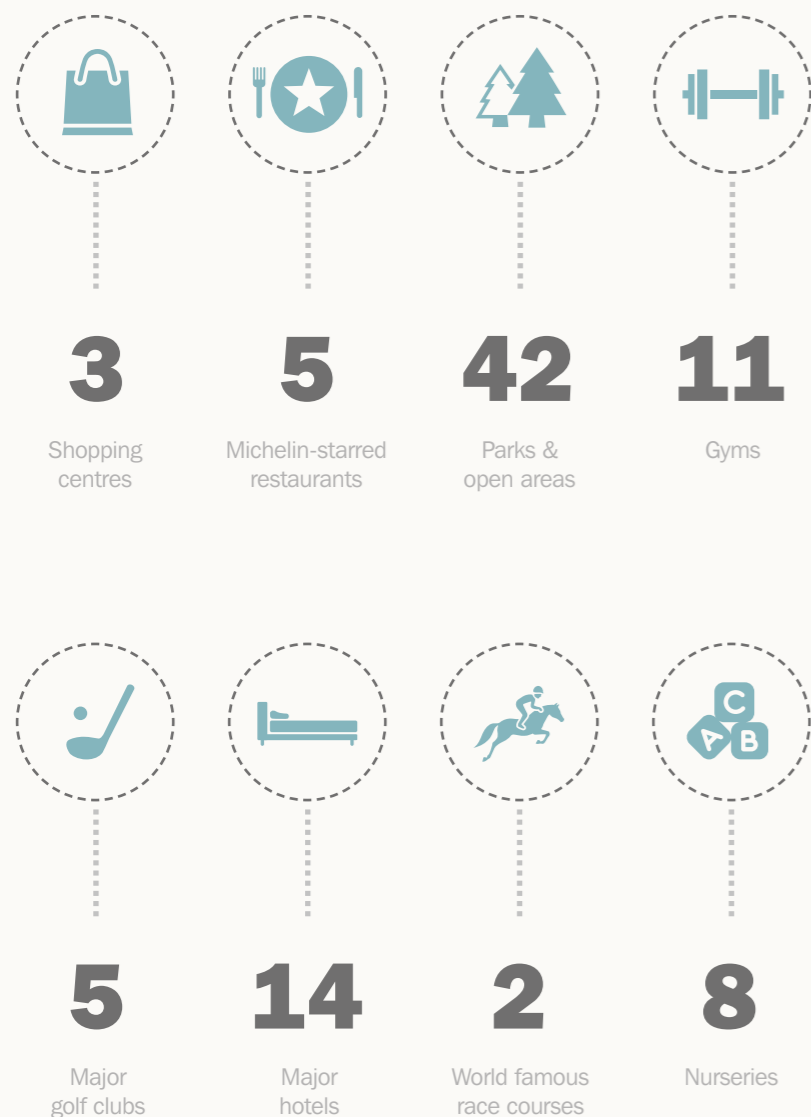 3
Shopping
centres
5
Michelin-starred
restaurants
42
Parks &
open areas
11
Gyms
5
Major
golf clubs
14
Major
hotels
2
World famous
race courses
C
A
B
8
Nurseries